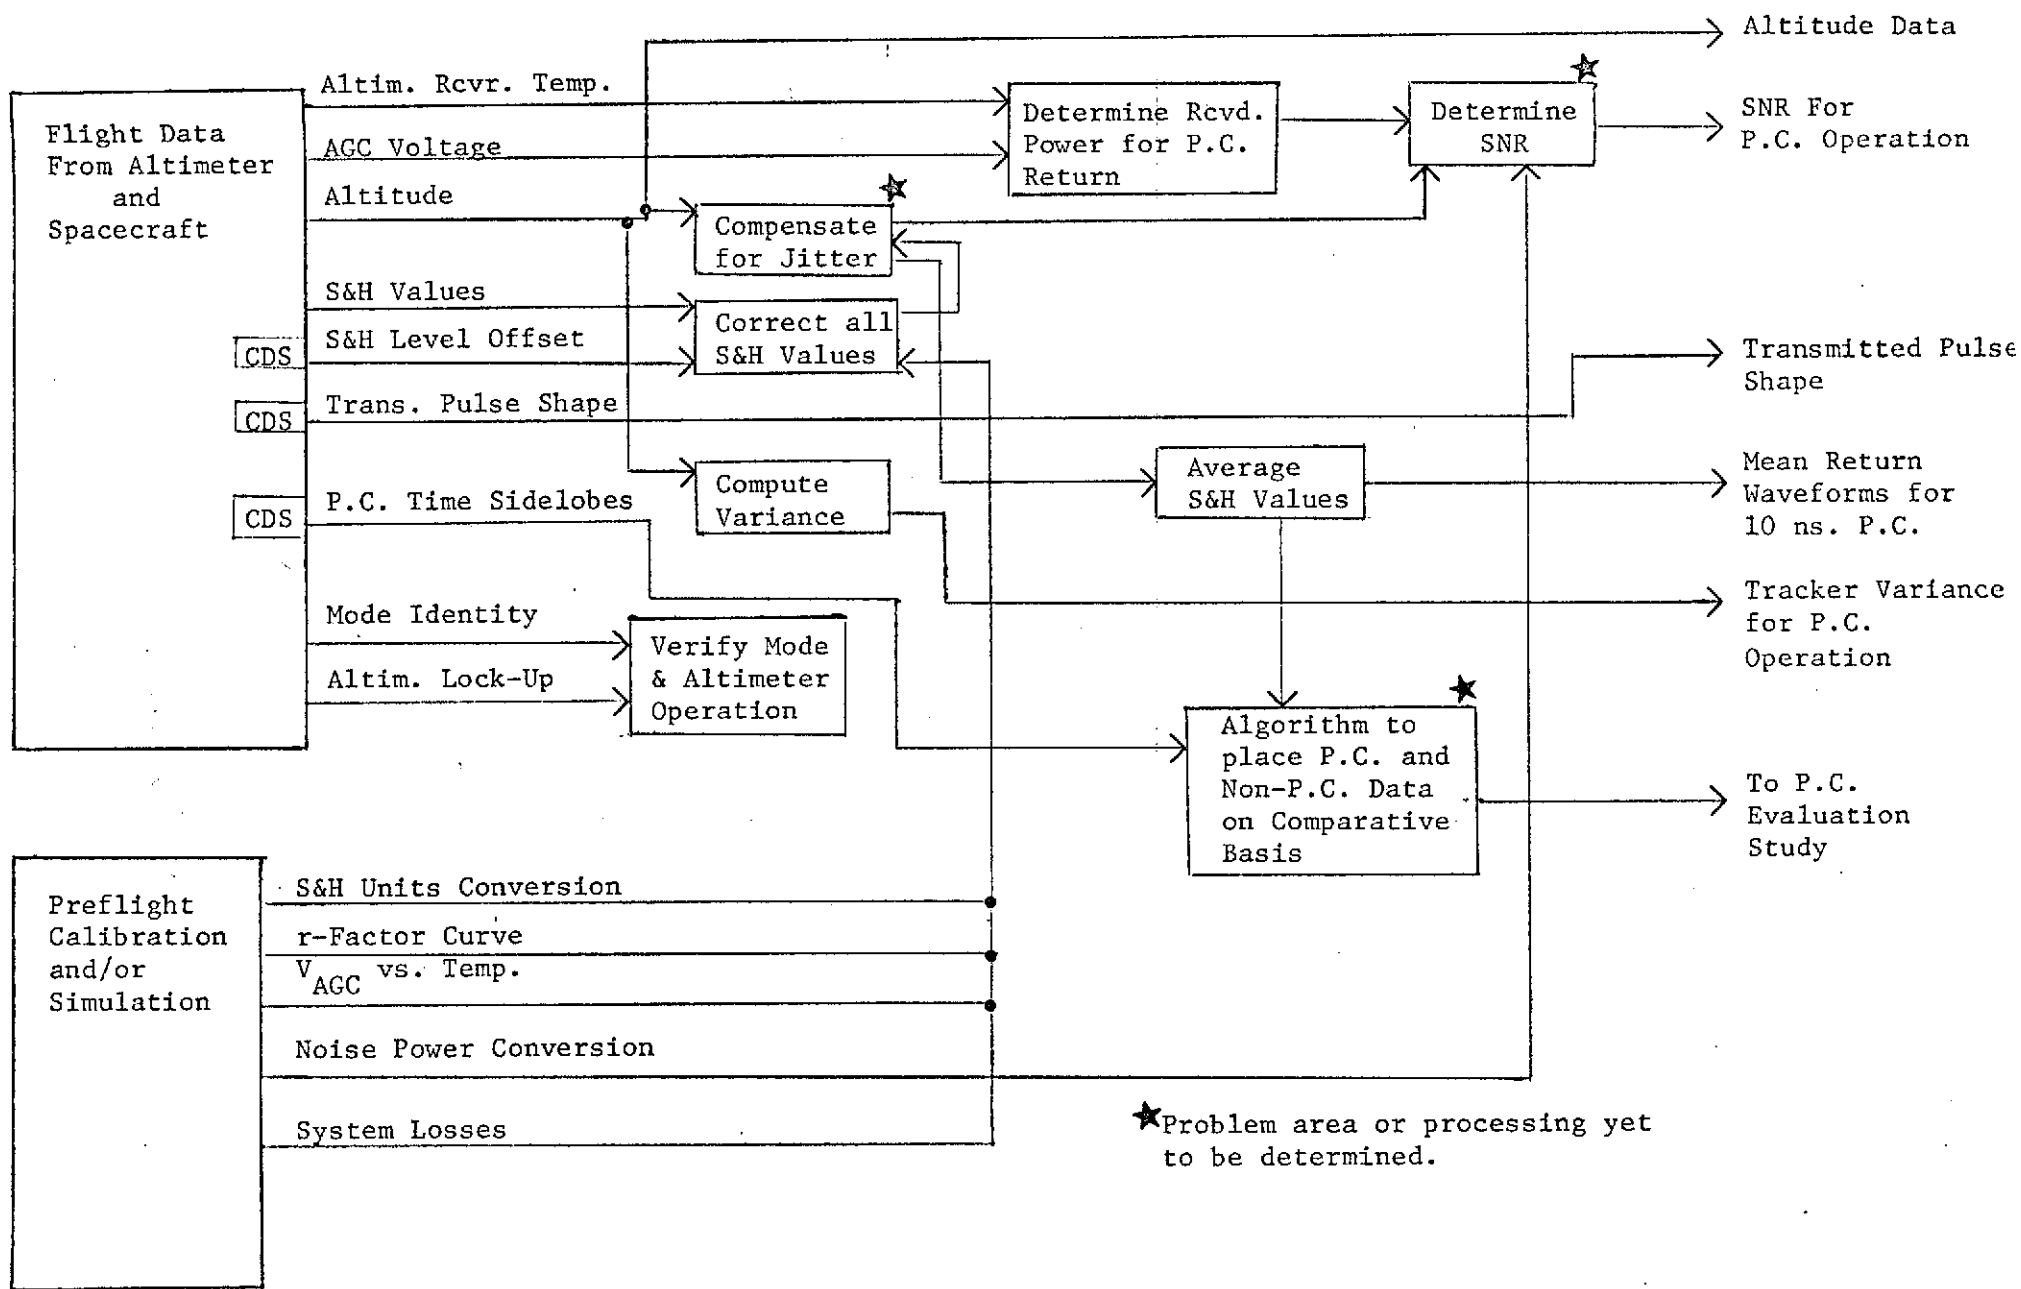 Altitude Data
Altim. Rcvr. Temp.
Flight Data
From Altimeter
and
Spacecraft
AGC Voltage
Altitude
Determine Rcvd.
Power for P.C.
Return
Determine
SNR
SNR For
P.C. Operation
Compensate
for Jitter
S&H Values
CDS
S&H Level Offset
Correct all
S&H Values
CDS
Trans. Pulse Shape
Transmitted Pulse
Shape
CDS
P.C. Time Sidelobes
Compute
Variance
Average
S&H Values
Mean Return
Waveforms for
10 ns. P.C.
Mode Identity
Altim. Lock-Up
Verify Mode
& Altimeter
Operation
Tracker Variance
for P.C.
Operation
Algorithm to
place P.C. and
Non-P.C. Data
on Comparative
Basis
To P.C.
Evaluation
Study
Preflight
Calibration
and/or
Simulation
S&H Units Conversion
r-Factor Curve
VAGC vs. Temp.
Noise Power Conversion
System Losses
★Problem area or processing yet
to be determined.